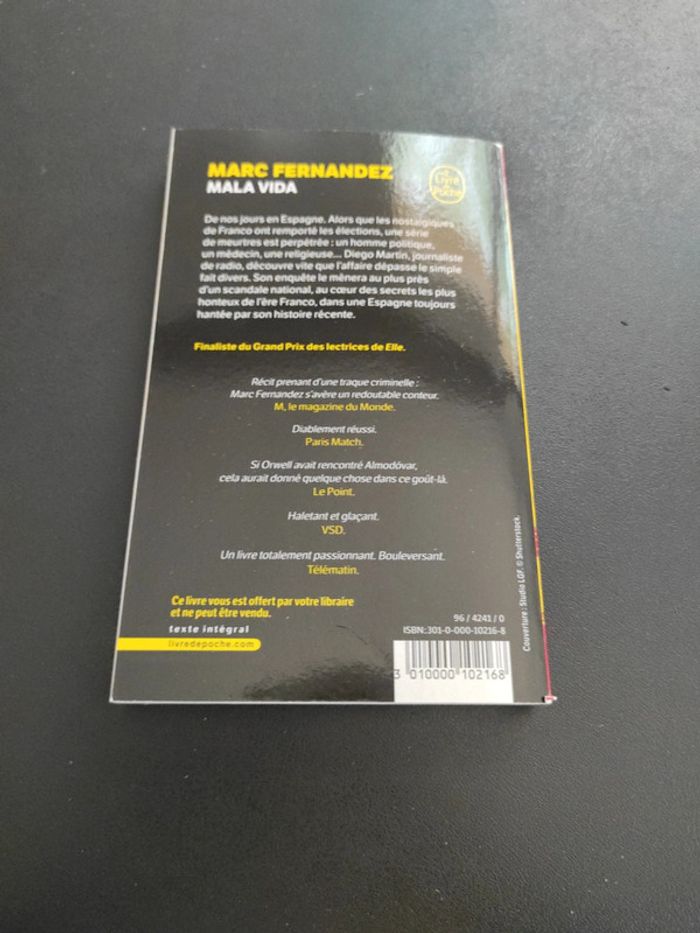 MARC FERNANDEZ
MALA VIDA
Le
Livre
de
Poche
De nos jours en Espagne. Alors que les nostalgiques
de Franco ont remporté les élections, une série
de meurtres est perpétrée : un homme politique,
un médecin, une religieuse... Diego Martin, journaliste
de radio, découvre vite que l'affaire dépasse le simple
fait divers. Son enquête le mènera au plus près
d'un scandale national, au cœur des secrets les plus
honteux de l'ère Franco, dans une Espagne toujours
hantée par son histoire récente.
Finaliste du Grand Prix des lectrices de Elle.
Récit prenant d'une traque criminelle :
Marc Fernandez s'avère un redoutable conteur.
M, le magazine du Monde.
Diablement réussi.
Paris Match.
Si Orwell avait rencontré Almodóvar,
cela aurait donné quelque chose dans ce goût-là.
Le Point.
Haletant et glaçant.
VSD.
Un livre totalement passionnant. Bouleversant.
Télématin.
Ce livre vous est offert par votre libraire
et ne peut être vendu.
texte intégral
livredepoche.com
96 / 4241 / 0
ISBN : 301-0-000-10216-8
3 010000 102168
Couverture : Studio LGF. © Shutterstock.